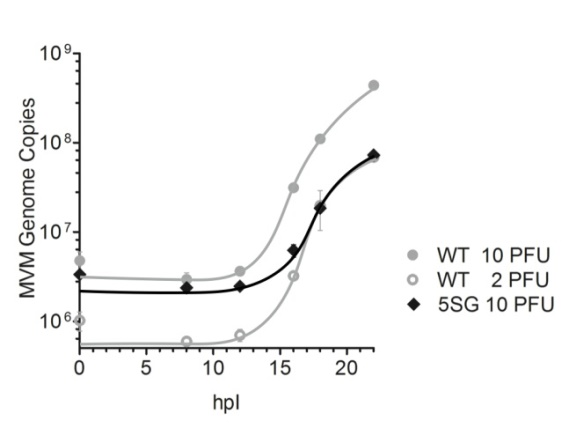 MVM Genome Copies
10⁹
10⁸
10⁷
10⁶
0 5 10 15 20
hpI
WT 10 PFU
WT 2 PFU
5SG 10 PFU